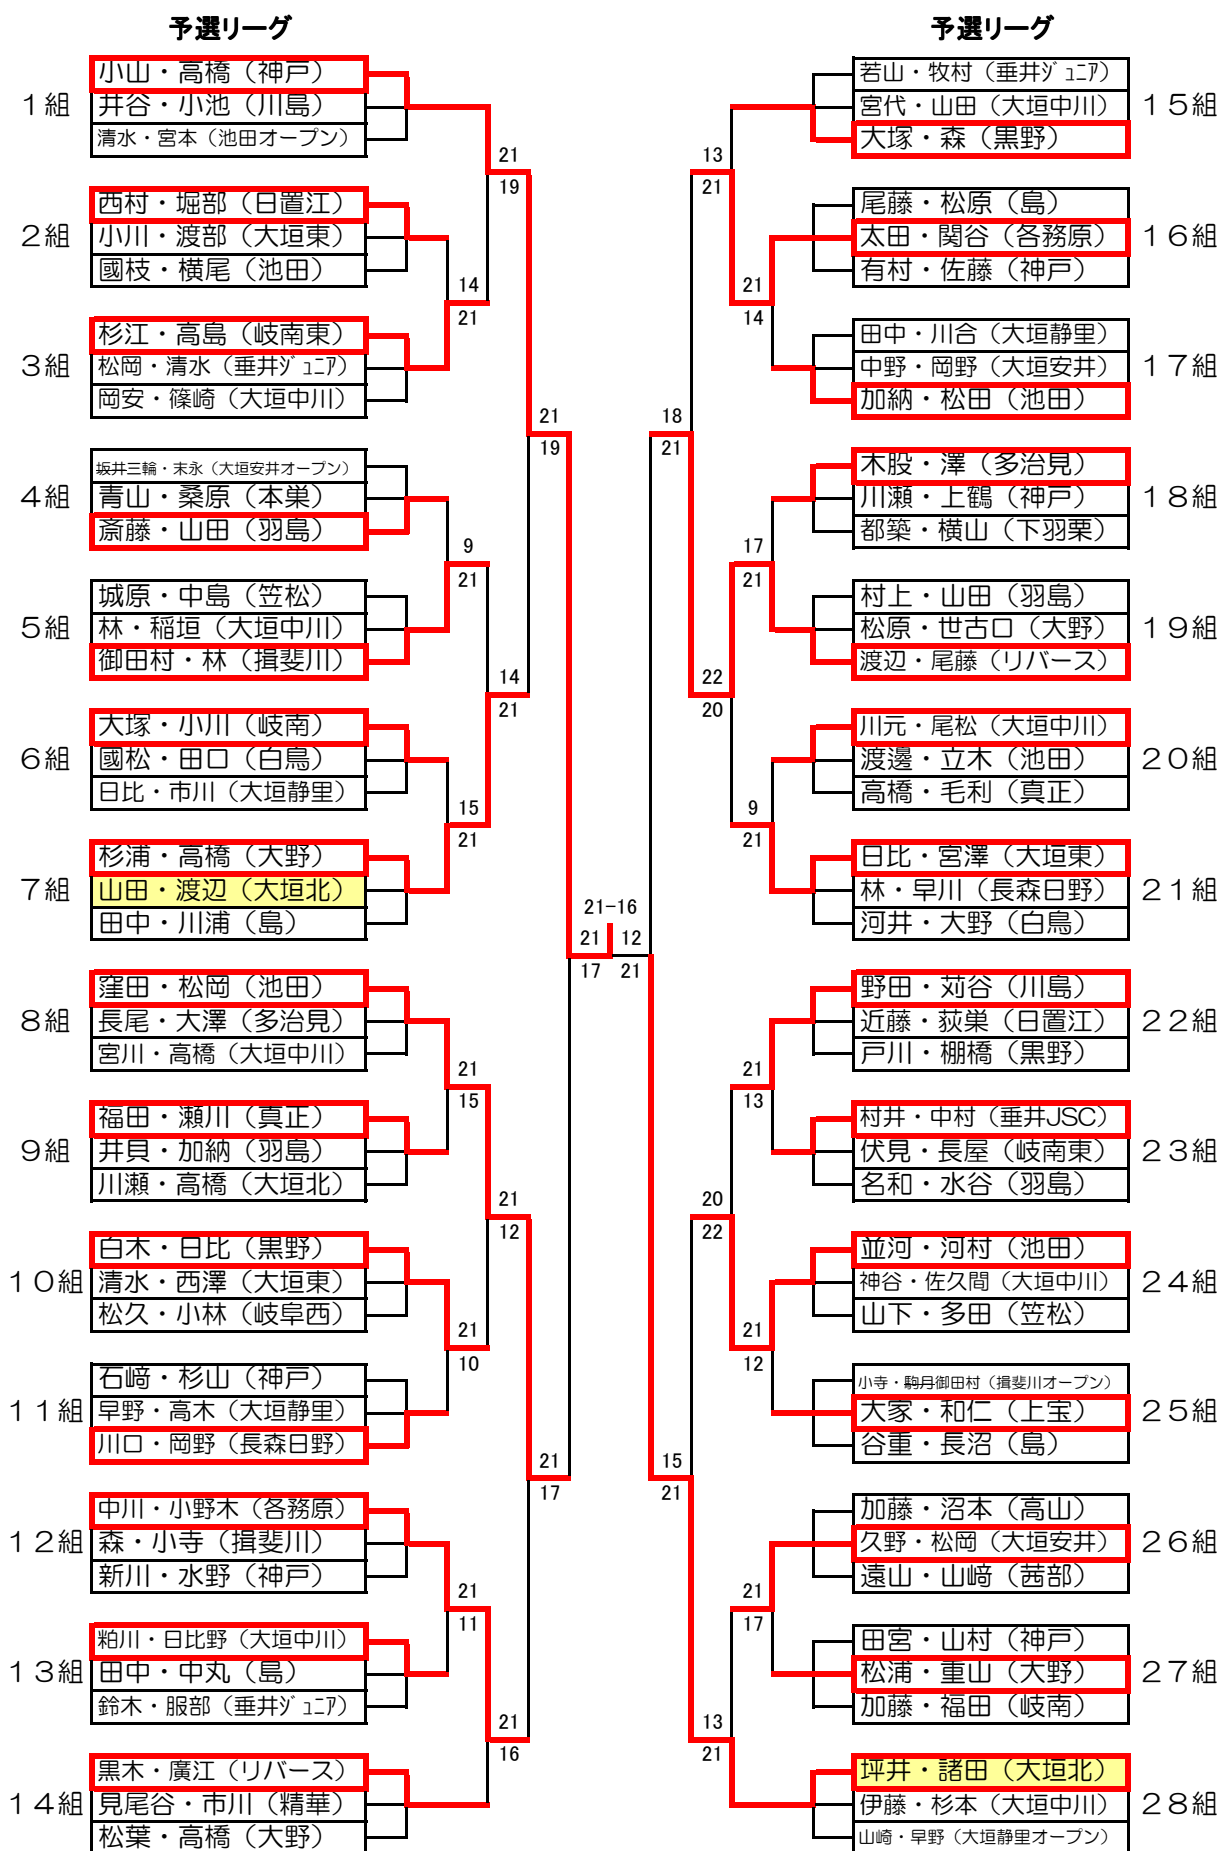 予選リーグ
1組
小山・高橋（神戸）
井谷・小池（川島）
清水・宮本（池田オープン）
2組
西村・堀部（日置江）
小川・渡部（大垣東）
國枝・横尾（池田）
3組
杉江・高島（岐南東）
松岡・清水（垂井ジュニア）
岡安・篠崎（大垣中川）
4組
坂井三輪・末永（大垣安井オープン）
青山・桑原（本巣）
斎藤・山田（羽島）
5組
城原・中島（笠松）
林・稲垣（大垣中川）
御田村・林（揖斐川）
6組
大塚・小川（岐南）
國松・田口（白鳥）
日比・市川（大垣静里）
7組
杉浦・高橋（大野）
山田・渡辺（大垣北）
田中・川浦（島）
8組
窪田・松岡（池田）
長尾・大澤（多治見）
宮川・高橋（大垣中川）
9組
福田・瀬川（真正）
井貝・加納（羽島）
川瀬・高橋（大垣北）
10組
白木・日比（黒野）
清水・西澤（大垣東）
松久・小林（岐阜西）
11組
石﨑・杉山（神戸）
早野・高木（大垣静里）
川口・岡野（長森日野）
12組
中川・小野木（各務原）
森・小寺（揖斐川）
新川・水野（神戸）
13組
粕川・日比野（大垣中川）
田中・中丸（島）
鈴木・服部（垂井ジュニア）
14組
黒木・廣江（リバース）
見尾谷・市川（精華）
松葉・高橋（大野）
21
19
14
21
21
19
9
21
14
21
15
21
21
15
21
12
21
10
21
17
21
11
21
16
21-16
21
12
17
21
13
21
21
14
18
21
17
21
22
20
9
21
21
13
20
22
21
12
15
21
21
17
13
21
予選リーグ
若山・牧村（垂井ジュニア）
宮代・山田（大垣中川）
大塚・森（黒野）
15組
尾藤・松原（島）
太田・関谷（各務原）
有村・佐藤（神戸）
16組
田中・川合（大垣静里）
中野・岡野（大垣安井）
加納・松田（池田）
17組
木股・澤（多治見）
川瀬・上鶴（神戸）
都築・横山（下羽栗）
18組
村上・山田（羽島）
松原・世古口（大野）
渡辺・尾藤（リバース）
19組
川元・尾松（大垣中川）
渡邊・立木（池田）
高橋・毛利（真正）
20組
日比・宮澤（大垣東）
林・早川（長森日野）
河井・大野（白鳥）
21組
野田・苅谷（川島）
近藤・荻巣（日置江）
戸川・棚橋（黒野）
22組
村井・中村（垂井JSC）
伏見・長屋（岐南東）
名和・水谷（羽島）
23組
並河・河村（池田）
神谷・佐久間（大垣中川）
山下・多田（笠松）
24組
小寺・駒月御田村（揖斐川オープン）
大家・和仁（上宝）
谷重・長沼（島）
25組
加藤・沼本（高山）
久野・松岡（大垣安井）
遠山・山﨑（茜部）
26組
田宮・山村（神戸）
松浦・重山（大野）
加藤・福田（岐南）
27組
坪井・諸田（大垣北）
伊藤・杉本（大垣中川）
山崎・早野（大垣静里オープン）
28組